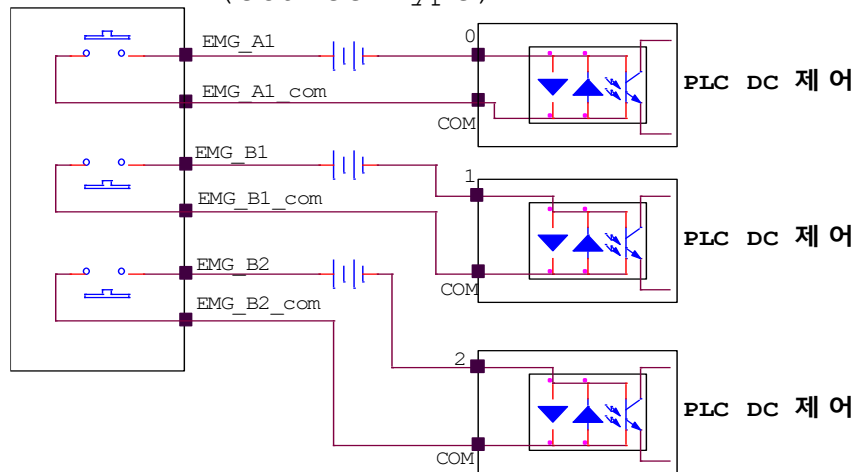 EMG_A1
0
EMG_A1_com
PLC DC 제어
COM
EMG_B1
1
EMG_B1_com
PLC DC 제어
EMG_B2
COM
EMG_B2_com
2
PLC DC 제어
COM